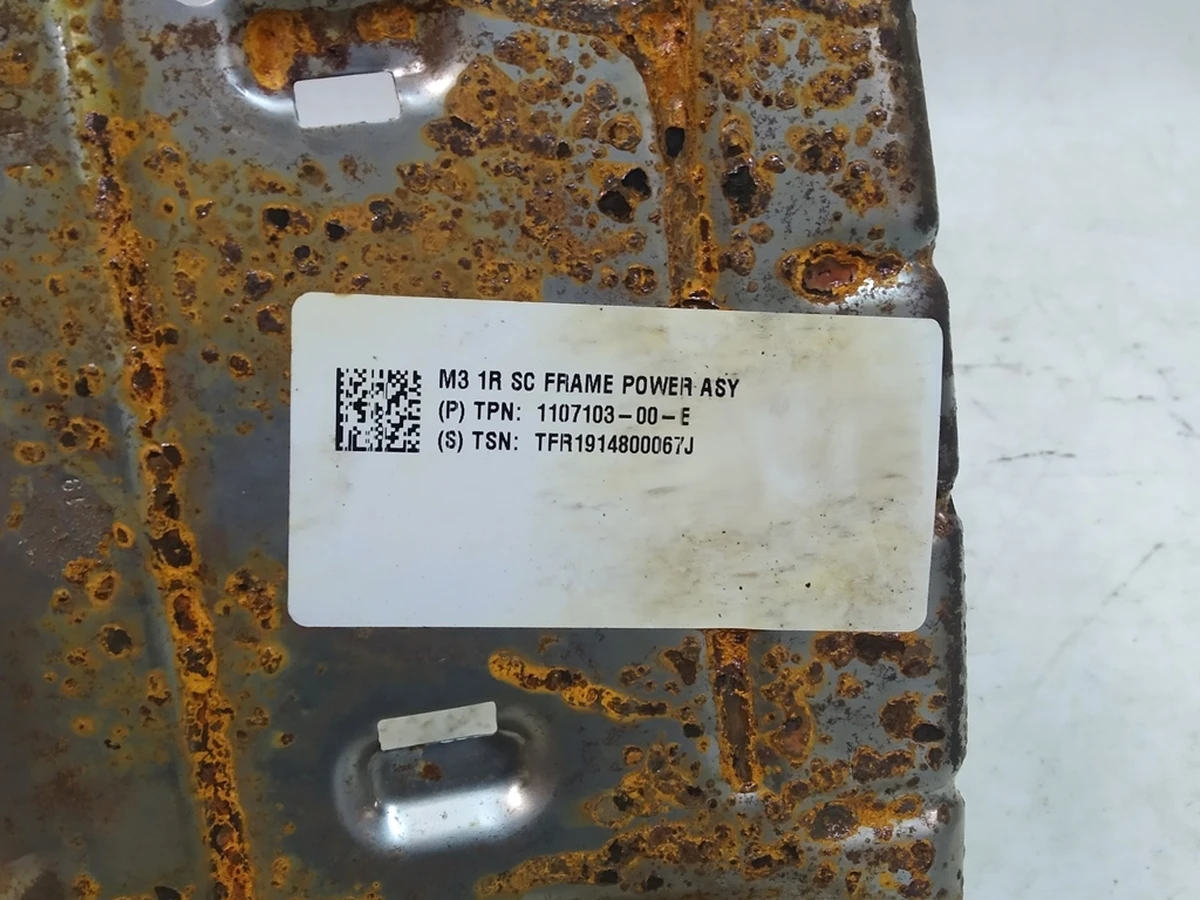 M3 1R SC FRAME POWER ASY
(P) TPN: 1107103-00-E
(S) TSN: TFR1914800067J